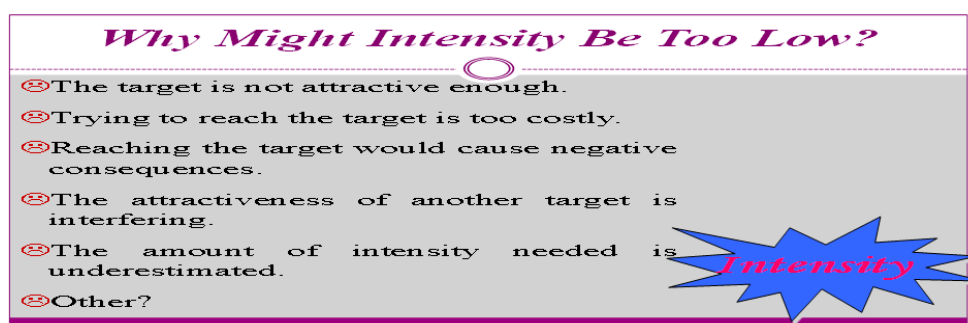 Why Might Intensity Be Too Low?
The target is not attractive enough.
Trying to reach the target is too costly.
Reaching the target would cause negative
consequences.
The attractiveness of another target is
interfering.
The amount of intensity needed is
underestimated.
Other?
Intensity